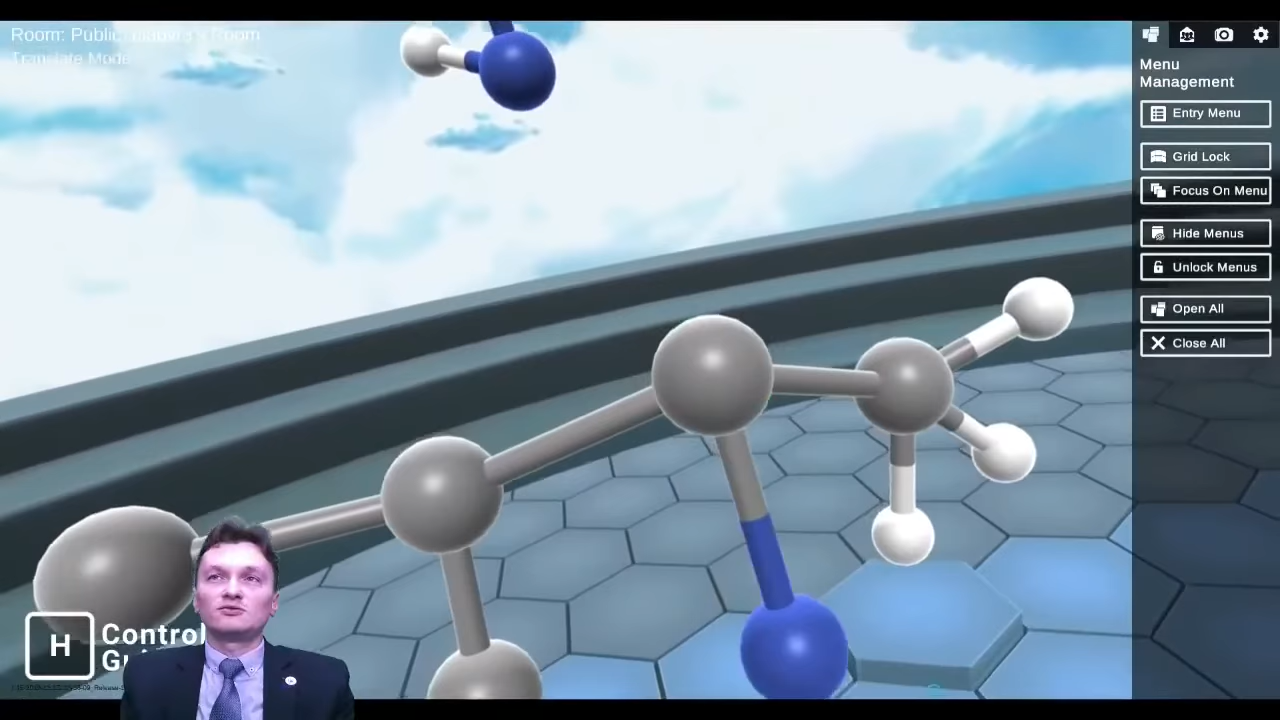 Room: Public
Room
Translate Mode
Menu
Management
Entry Menu
Grid Lock
Focus On Menu
Hide Menus
Unlock Menus
Open All
Close All
H
Control